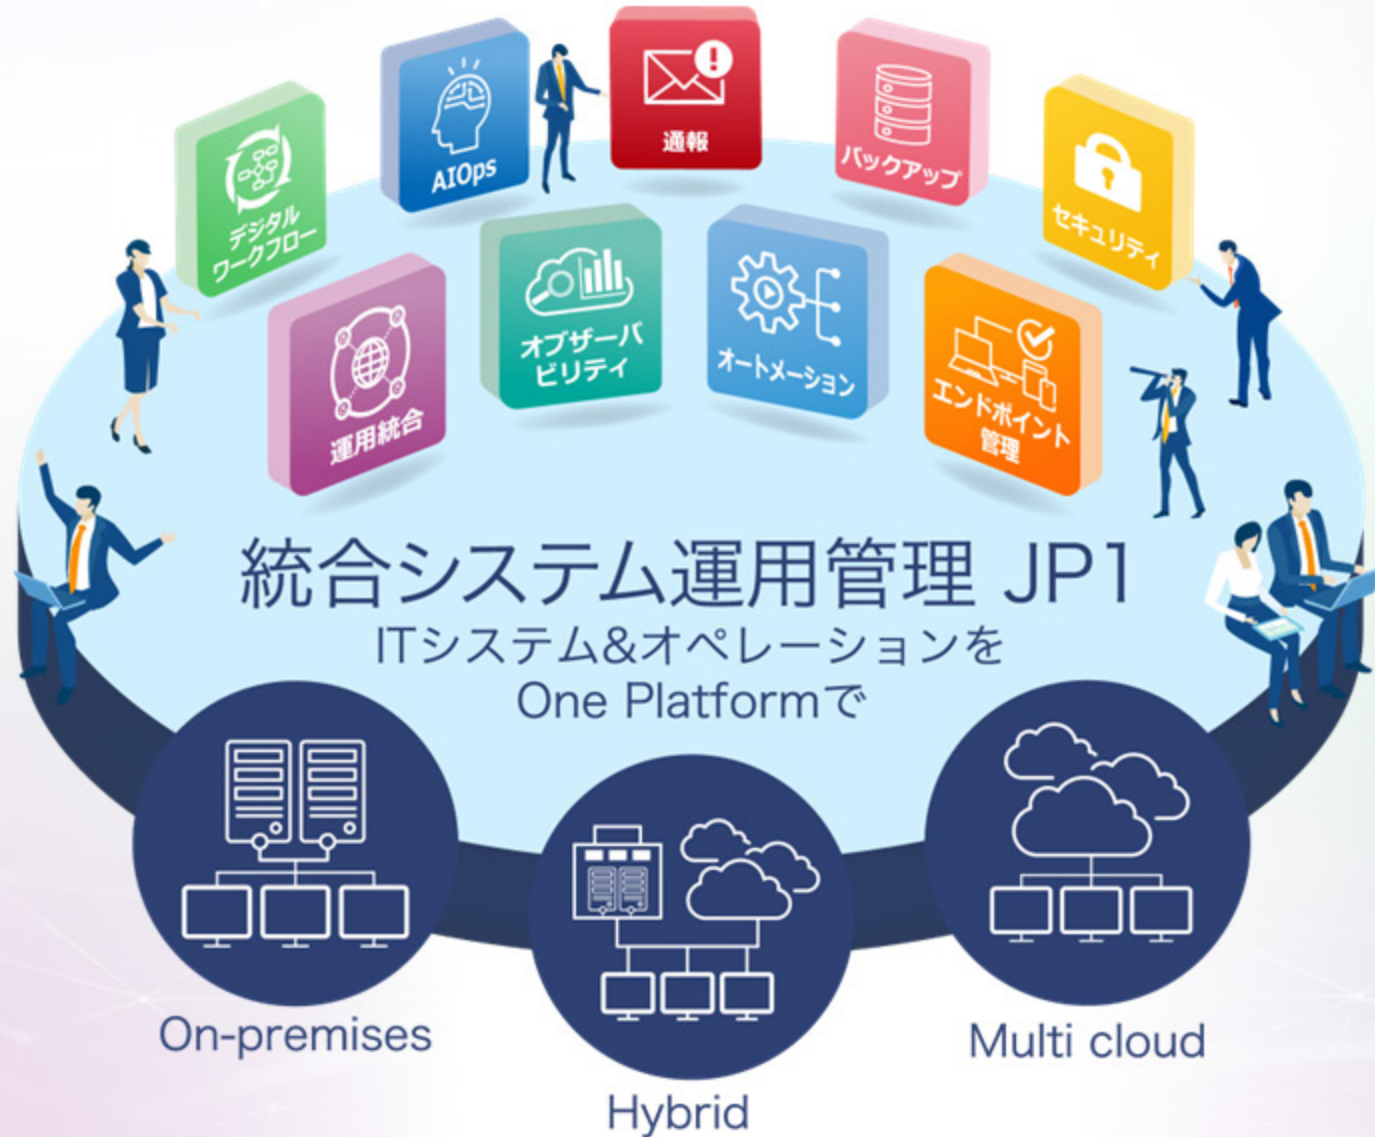 AIOps
通報
バックアップ
デジタル
ワークフロー
セキュリティ
運用統合
オブザーバ
ビリティ
オートメーション
エンドポイント
管理
統合システム運用管理 JP1
ITシステム&オペレーションを
One Platformで
On-premises
Hybrid
Multi cloud